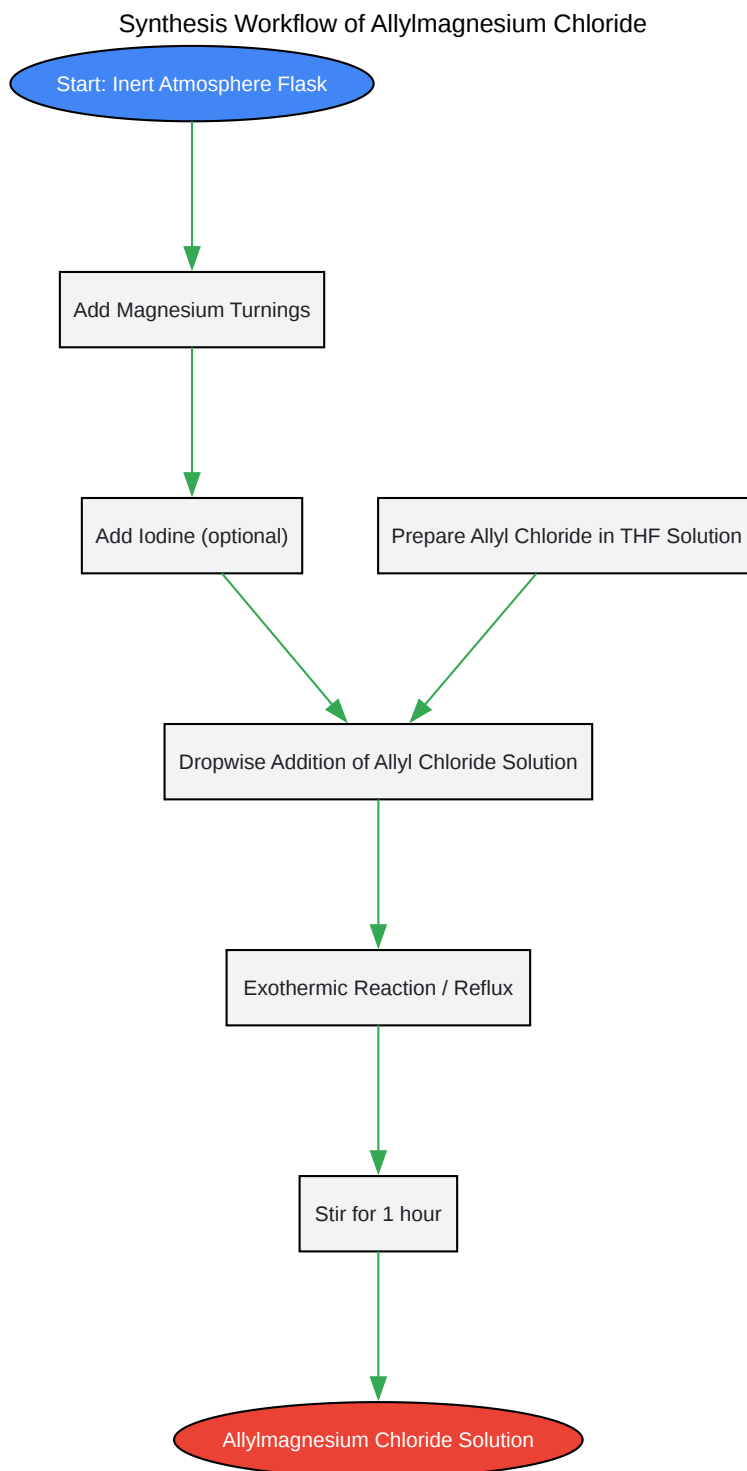 Synthesis Workflow of Allylmagnesium Chloride
Start: Inert Atmosphere Flask
Add Magnesium Turnings
Add Iodine (optional)
Prepare Allyl Chloride in THF Solution
Dropwise Addition of Allyl Chloride Solution
Exothermic Reaction / Reflux
Stir for 1 hour
Allylmagnesium Chloride Solution